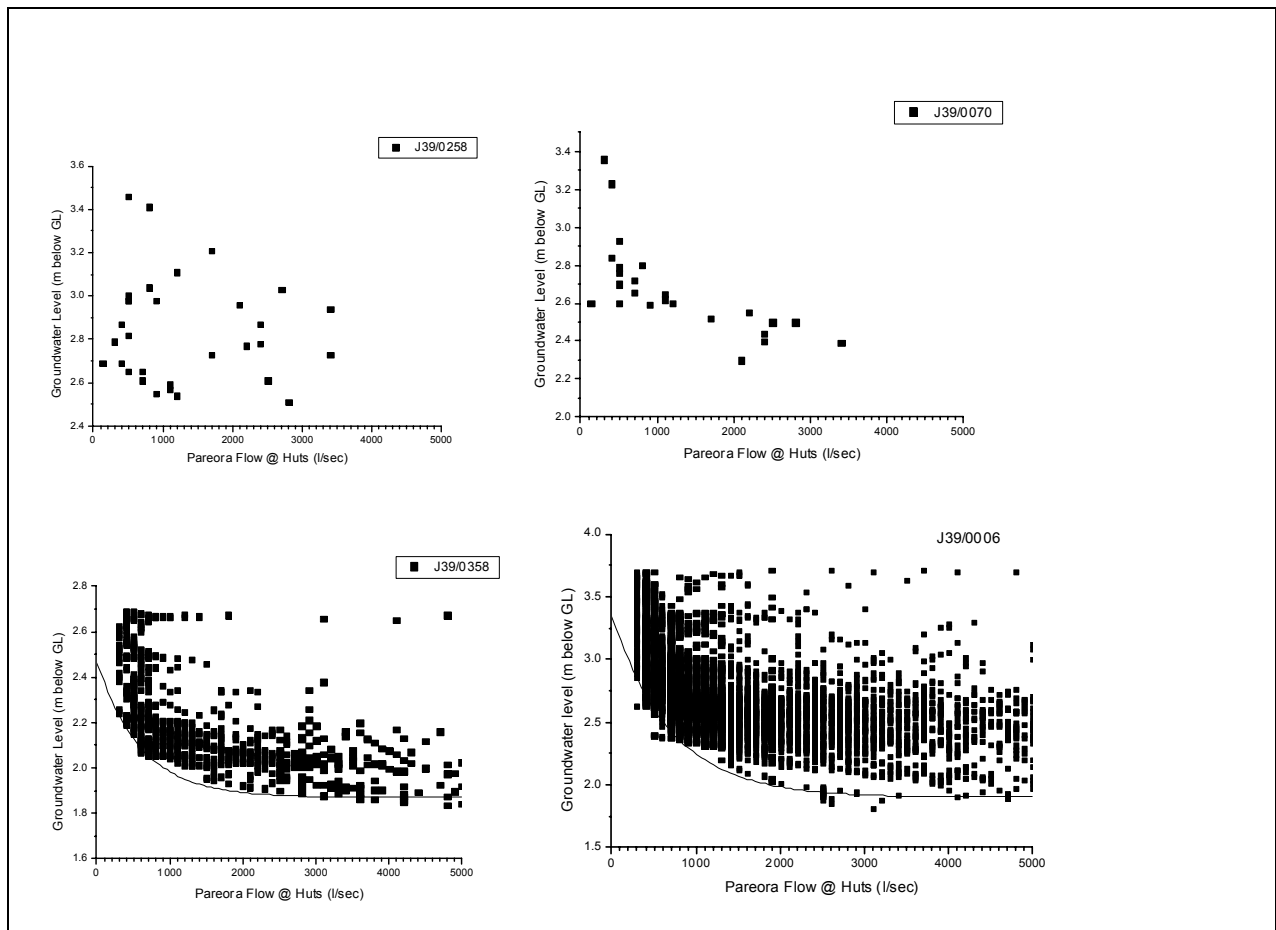 J39/0258
3.6
3.4
3.2
3.0
2.8
2.6
2.4
Groundwater Level (m below GL)
0 1000 2000 3000 4000 5000
Pareora Flow @ Huts (l/sec)
J39/0070
3.4
3.2
3.0
2.8
2.6
2.4
2.2
2.0
Groundwater Level (m below GL)
0 1000 2000 3000 4000 5000
Pareora Flow @ Huts (l/sec)
J39/0358
2.8
2.6
2.4
2.2
2.0
1.8
1.6
Groundwater Level (m below GL)
0 1000 2000 3000 4000 5000
Pareora Flow @ Huts (l/sec)
J39/0006
4.0
3.5
3.0
2.5
2.0
1.5
Groundwater level (m below GL)
0 1000 2000 3000 4000 5000
Pareora Flow @ Huts (l/sec)